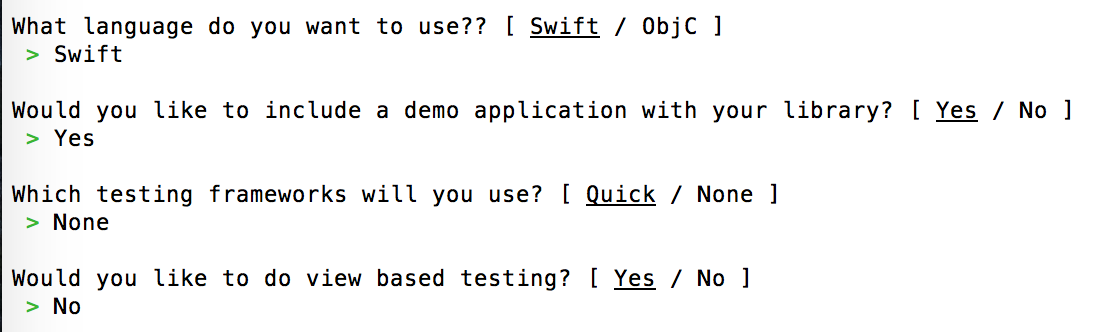 What language do you want to use?? [ Swift / ObjC ]
> Swift
Would you like to include a demo application with your library? [ Yes / No ]
> Yes
Which testing frameworks will you use? [ Quick / None ]
> None
Would you like to do view based testing? [ Yes / No ]
> No